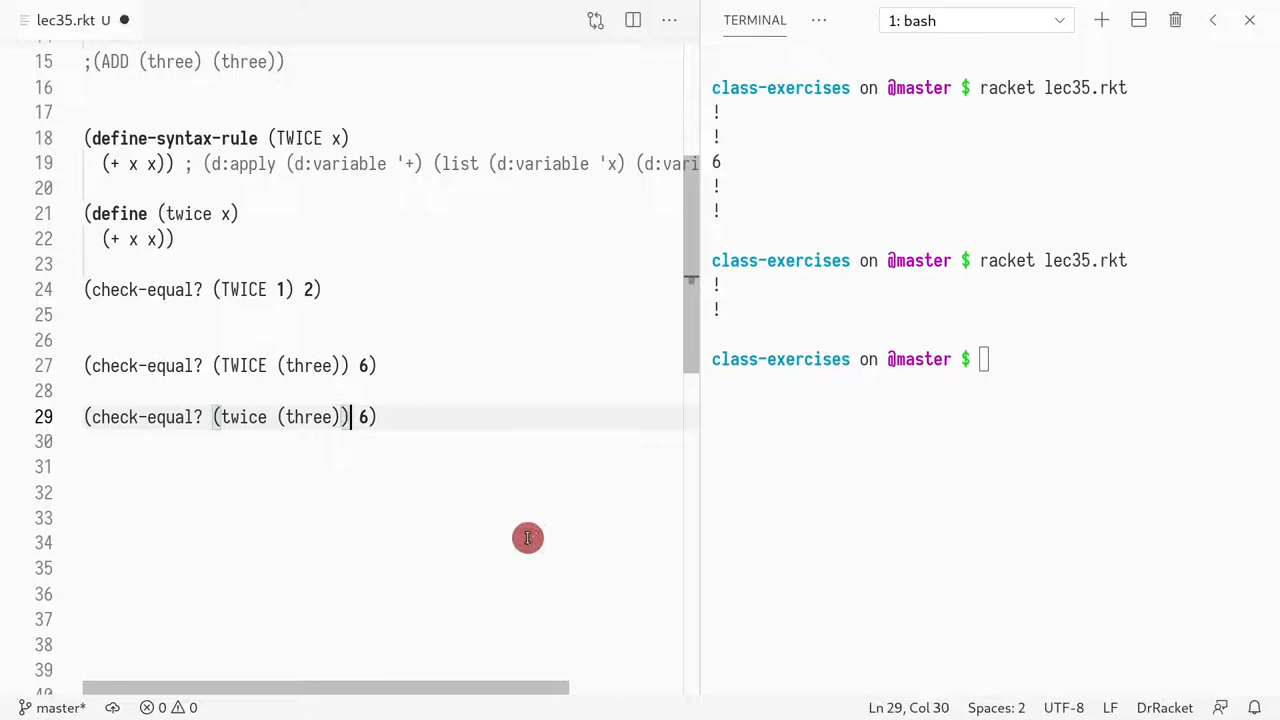 lec35.rkt U
TERMINAL
1: bash
15 ;(ADD (three) (three))
16
17
18 (define-syntax-rule (TWICE x)
19 (+ x x)) ; (d:apply (d:variable '+) (list (d:variable 'x) (d:vari
20
21 (define (twice x)
22 (+ x x))
23
24 (check-equal? (TWICE 1) 2)
25
26
27 (check-equal? (TWICE (three)) 6)
28
29 (check-equal? (twice (three)) 6)
30
31
32
33
34
35
36
37
38
39
class-exercises on @master $ racket lec35.rkt
!
!
6
!
!
class-exercises on @master $ racket lec35.rkt
!
!
class-exercises on @master $
master* 0 0
Ln 29, Col 30 Spaces: 2 UTF-8 LF DrRacket